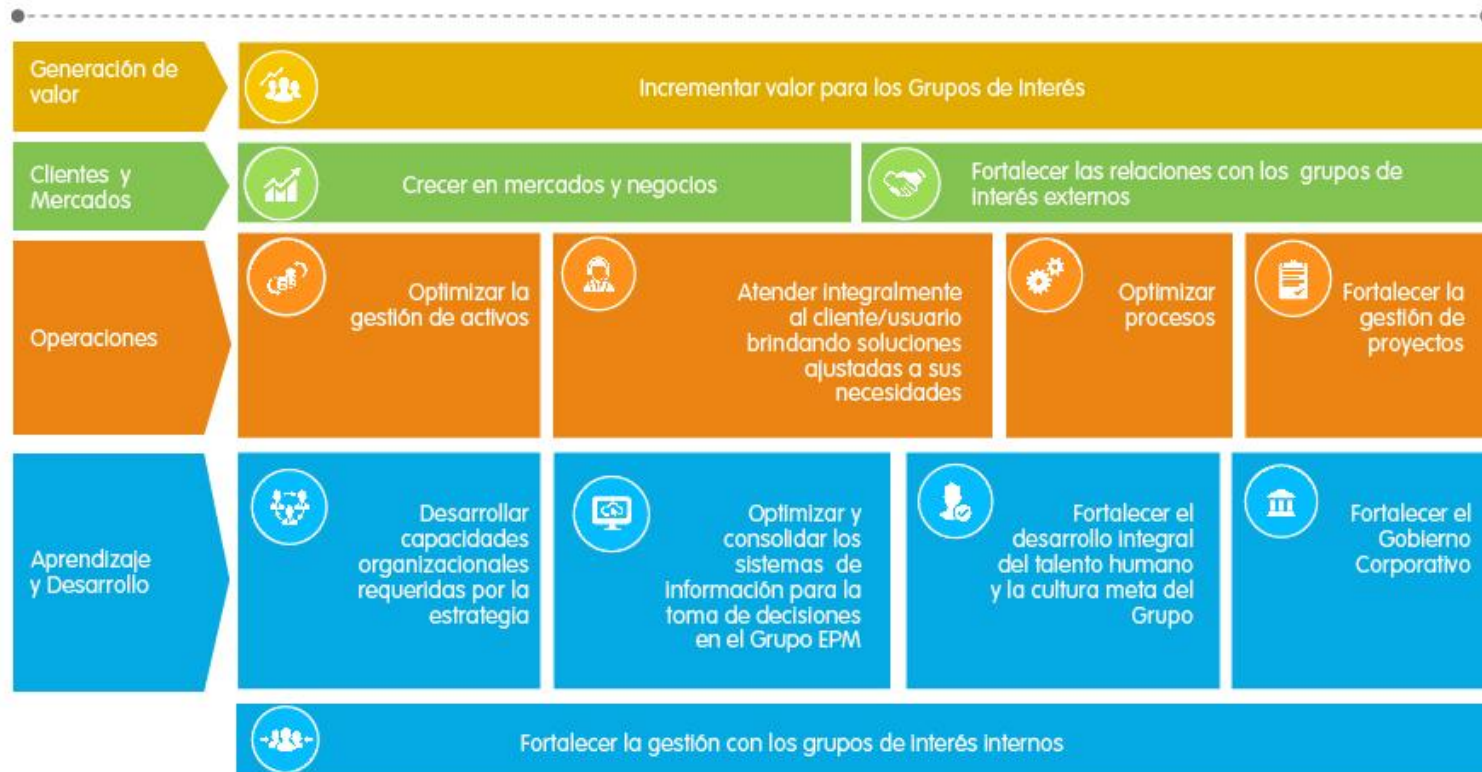 Generación de
valor
Incrementar valor para los Grupos de Interés
Clientes y
Mercados
Crecer en mercados y negocios
Fortalecer las relaciones con los grupos de
interés externos
Operaciones
Optimizar la
gestión de activos
Atender integralmente
al cliente/usuario
brindando soluciones
ajustadas a sus
necesidades
Optimizar
procesos
Fortalecer la
gestión de
proyectos
Aprendizaje
y Desarrollo
Desarrollar
capacidades
organizacionales
requeridas por la
estrategia
Optimizar y
consolidar los
sistemas de
información para la
toma de decisiones
en el Grupo EPM
Fortalecer el
desarrollo integral
del talento humano
y la cultura meta del
Grupo
Fortalecer el
Gobierno
Corporativo
Fortalecer la gestión con los grupos de interés internos